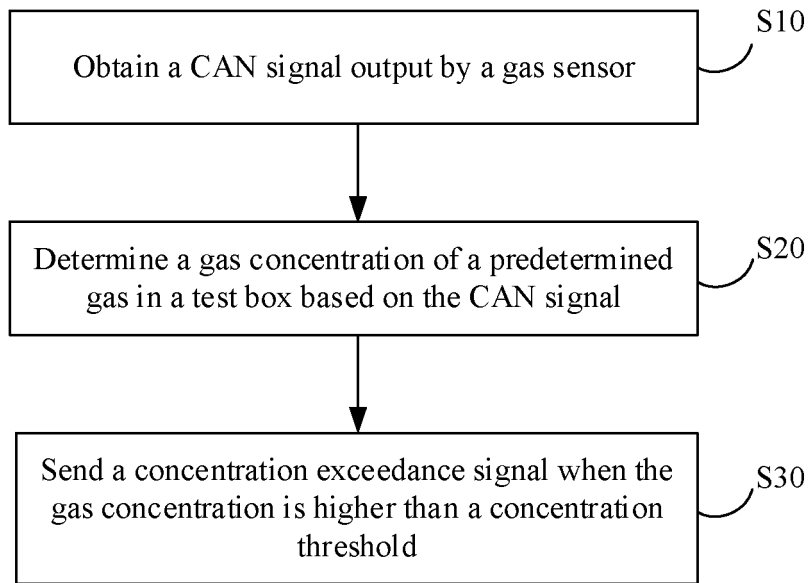 S10
Obtain a CAN signal output by a gas sensor
S20
Determine a gas concentration of a predetermined
gas in a test box based on the CAN signal
S30
Send a concentration exceedance signal when the
gas concentration is higher than a concentration
threshold